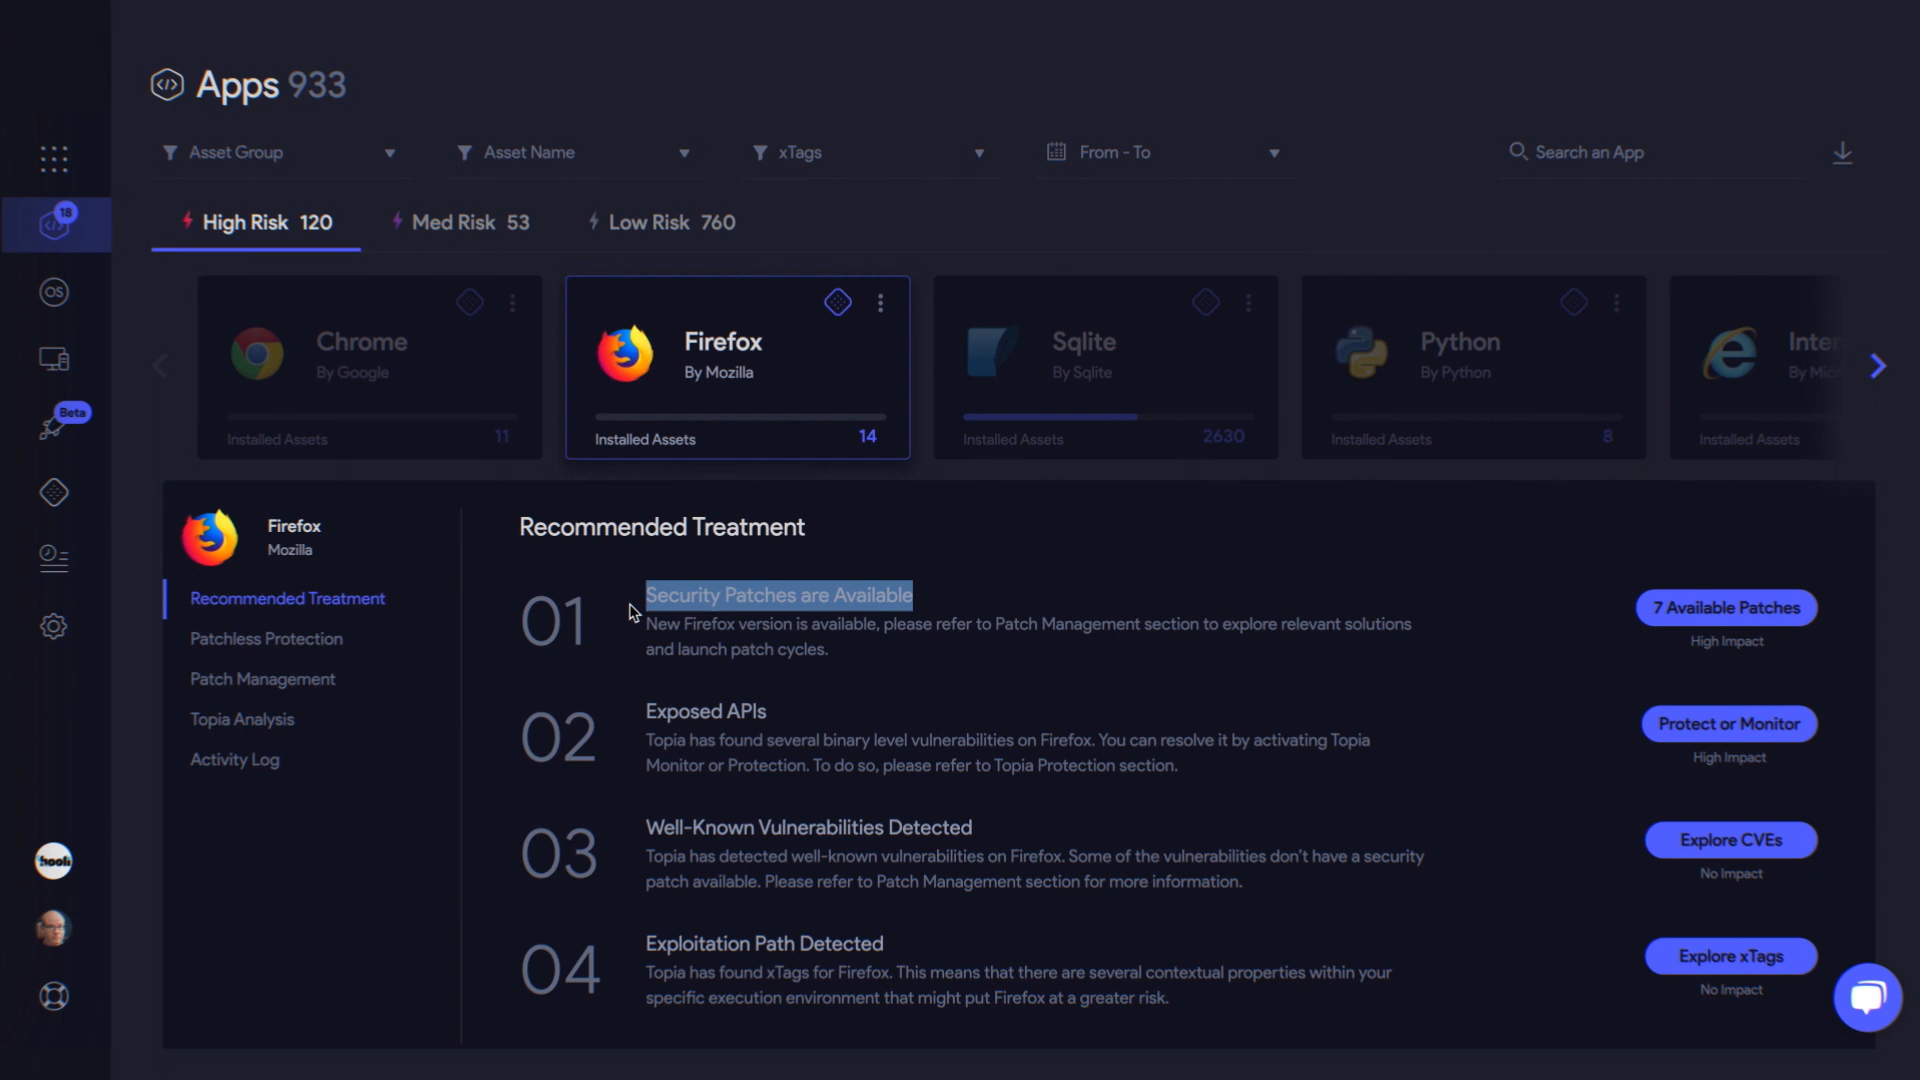 Apps 933
Asset Group
Asset Name
xTags
From - To
Search an App
18
High Risk 120
Med Risk 53
Low Risk 760
OS
Beta
Chrome
By Google
Installed Assets 11
Firefox
By Mozilla
Installed Assets 14
Sqlite
By Sqlite
Installed Assets 2630
Python
By Python
Installed Assets 8
Inter
By Micr
Installed Assets
Firefox
Mozilla
Recommended Treatment
Patchless Protection
Patch Management
Topia Analysis
Activity Log
Recommended Treatment
01
Security Patches are Available
New Firefox version is available, please refer to Patch Management section to explore relevant solutions
and launch patch cycles.
7 Available Patches
High Impact
02
Exposed APIs
Topia has found several binary level vulnerabilities on Firefox. You can resolve it by activating Topia
Monitor or Protection. To do so, please refer to Topia Protection section.
Protect or Monitor
High Impact
03
Well-Known Vulnerabilities Detected
Topia has detected well-known vulnerabilities on Firefox. Some of the vulnerabilities don't have a security
patch available. Please refer to Patch Management section for more information.
Explore CVEs
No Impact
04
Exploitation Path Detected
Topia has found xTags for Firefox. This means that there are several contextual properties within your
specific execution environment that might put Firefox at a greater risk.
Explore xTags
No Impact
hooli